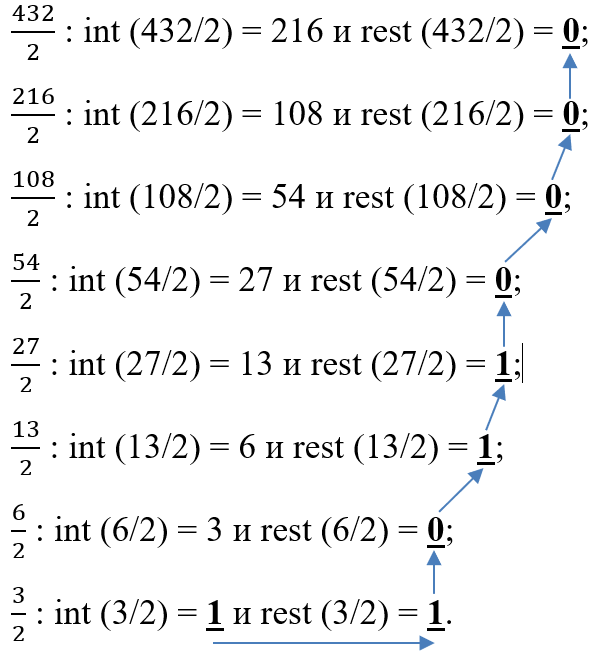 432/2 : int (432/2) = 216 и rest (432/2) = 0;
216/2 : int (216/2) = 108 и rest (216/2) = 0;
108/2 : int (108/2) = 54 и rest (108/2) = 0;
54/2 : int (54/2) = 27 и rest (54/2) = 0;
27/2 : int (27/2) = 13 и rest (27/2) = 1;
13/2 : int (13/2) = 6 и rest (13/2) = 1;
6/2 : int (6/2) = 3 и rest (6/2) = 0;
3/2 : int (3/2) = 1 и rest (3/2) = 1.